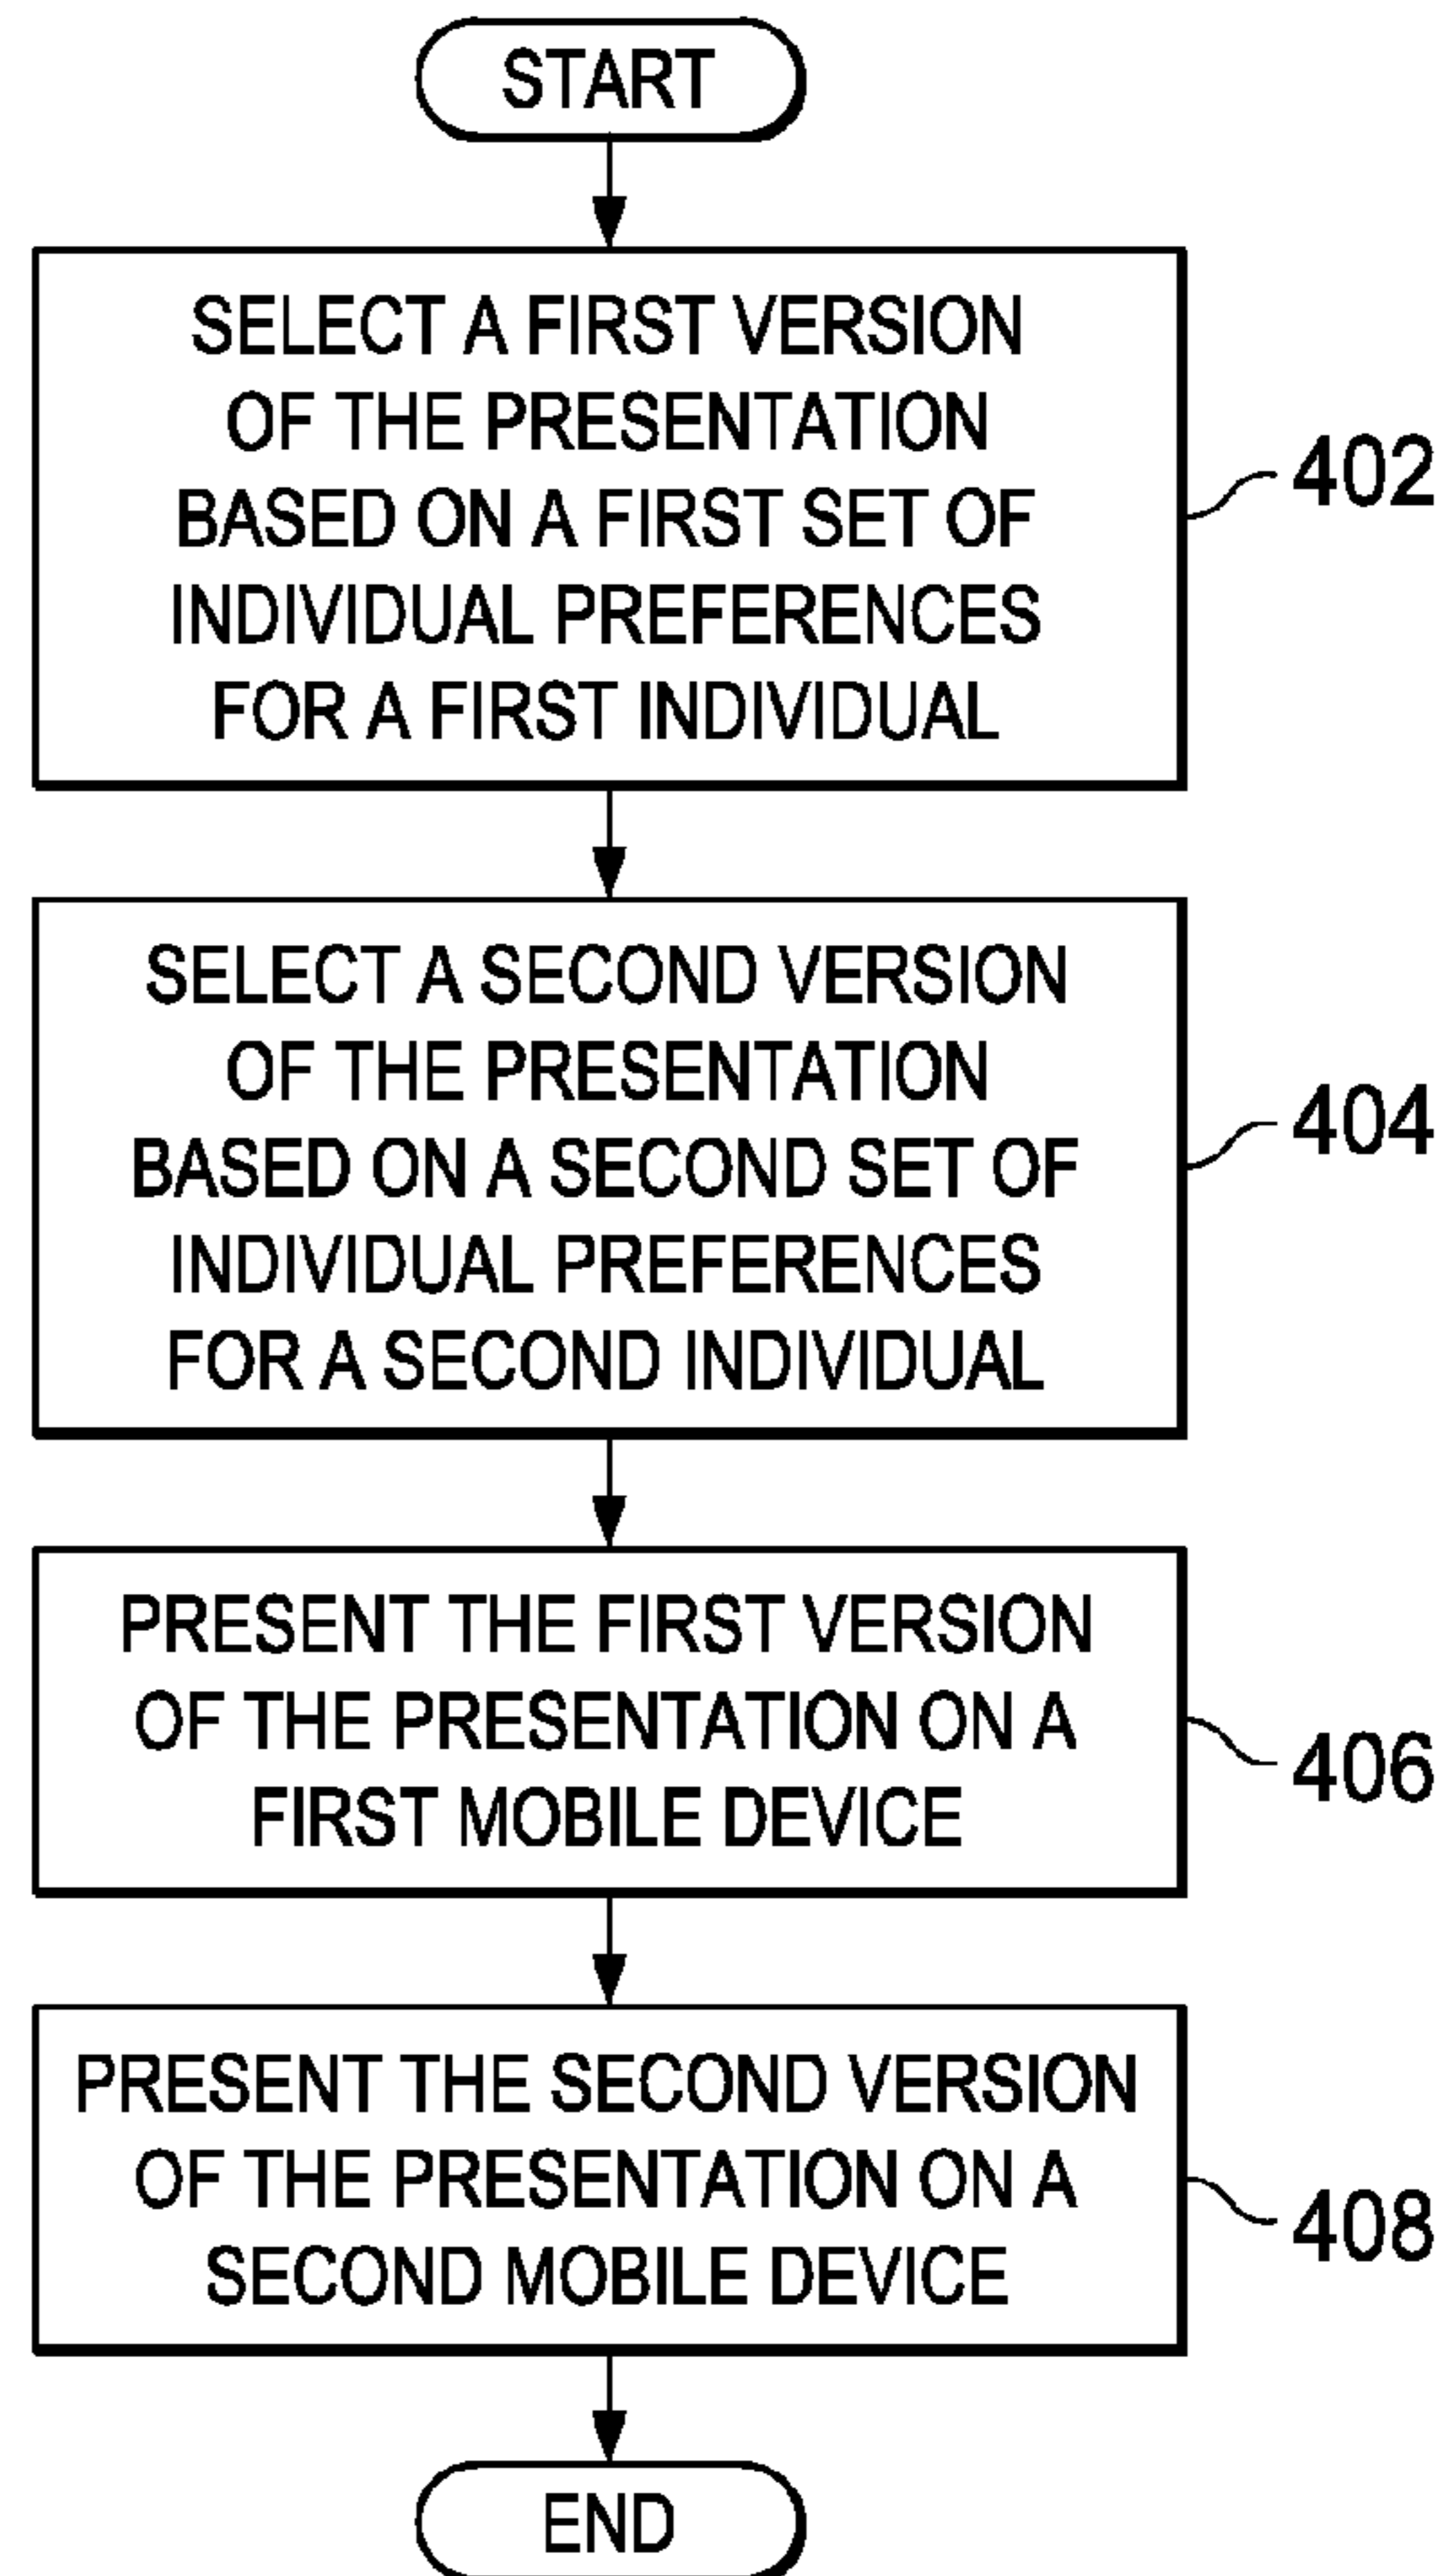 START
SELECT A FIRST VERSION
OF THE PRESENTATION
BASED ON A FIRST SET OF
INDIVIDUAL PREFERENCES
FOR A FIRST INDIVIDUAL
402
SELECT A SECOND VERSION
OF THE PRESENTATION
BASED ON A SECOND SET OF
INDIVIDUAL PREFERENCES
FOR A SECOND INDIVIDUAL
404
PRESENT THE FIRST VERSION
OF THE PRESENTATION ON A
FIRST MOBILE DEVICE
406
PRESENT THE SECOND VERSION
OF THE PRESENTATION ON A
SECOND MOBILE DEVICE
408
END